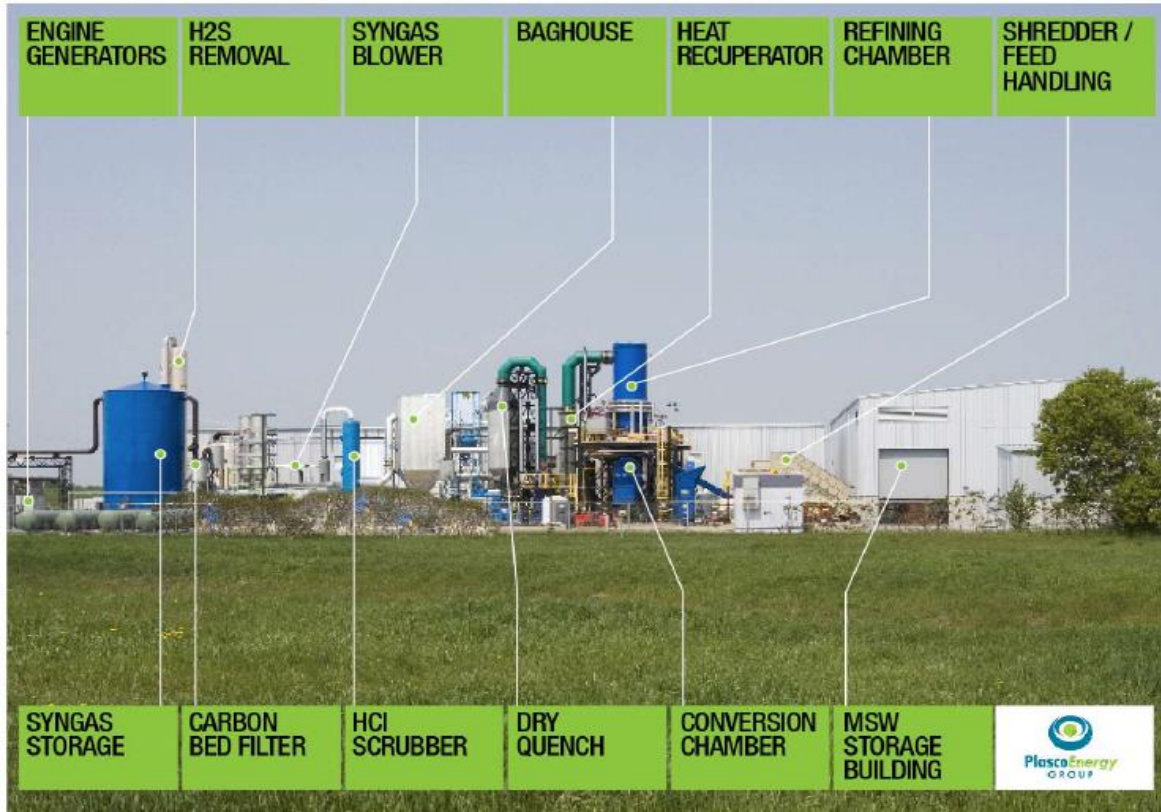 ENGINE
GENERATORS
H2S
REMOVAL
SYNGAS
BLOWER
BAGHOUSE
HEAT
RECUPERATOR
REFINING
CHAMBER
SHREDDER /
FEED
HANDLING
SYNGAS
STORAGE
CARBON
BED FILTER
HCl
SCRUBBER
DRY
QUENCH
CONVERSION
CHAMBER
MSW
STORAGE
BUILDING
PlascoEnergy
GROUP